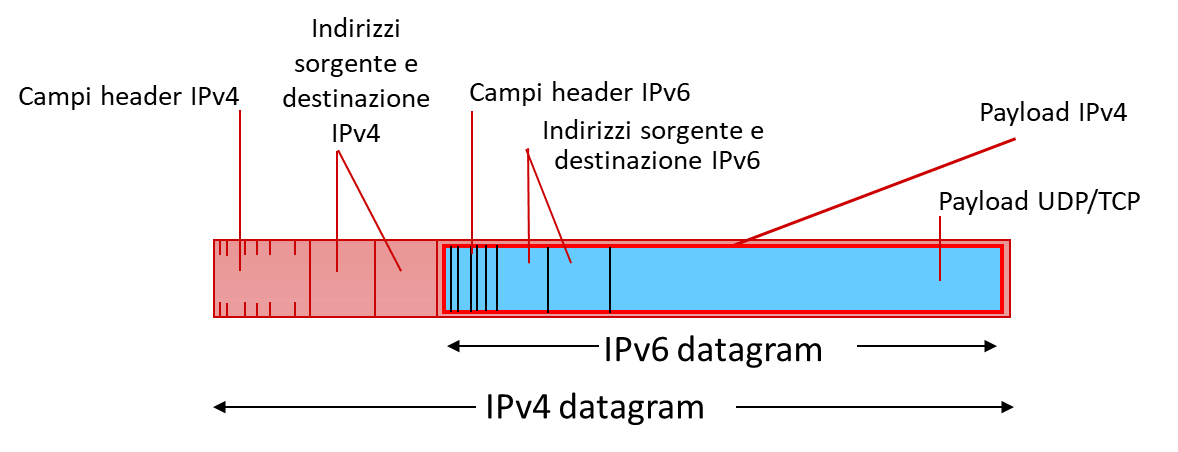 Indirizzi
sorgente e
destinazione
IPv4
Campi header IPv4
Campi header IPv6
Indirizzi sorgente e
destinazione IPv6
Payload IPv4
Payload UDP/TCP
IPv6 datagram
IPv4 datagram